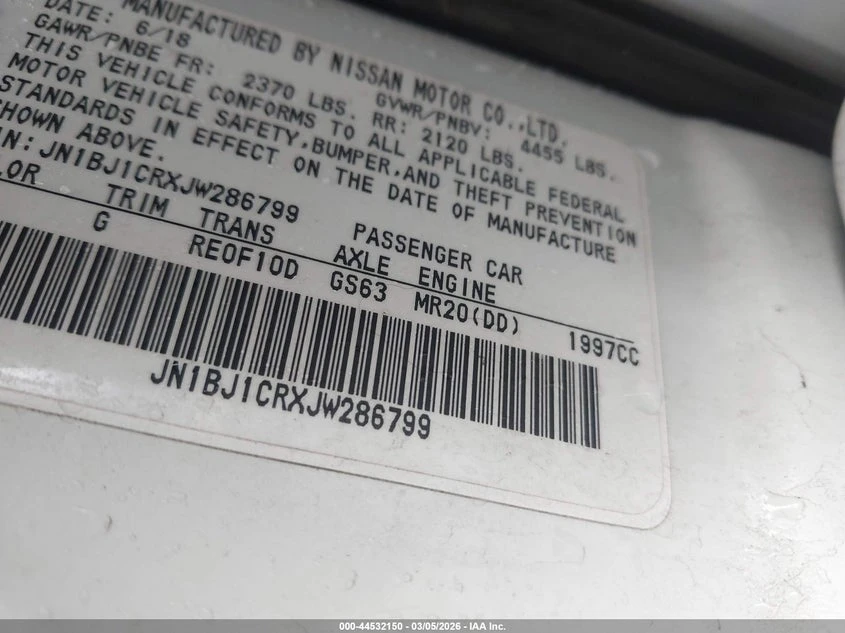 MANUFACTURED BY NISSAN MOTOR CO.,LTD.
DATE: 6/18 GVWR/PNBV: 4455 LBS.
GAWR/PNBE FR: 2370 LBS. RR: 2120 LBS.
THIS VEHICLE CONFORMS TO ALL APPLICABLE FEDERAL
MOTOR VEHICLE SAFETY,BUMPER,AND THEFT PREVENTION
STANDARDS IN EFFECT ON THE DATE OF MANUFACTURE
SHOWN ABOVE.
IN:JN1BJ1CRXJW286799 PASSENGER CAR
LOR TRIM TRANS AXLE ENGINE
G RE0F10D GS63 MR20(DD) 1997CC
JN1BJ1CRXJW286799
000-44532150 - 03/05/2026 - IAA Inc.